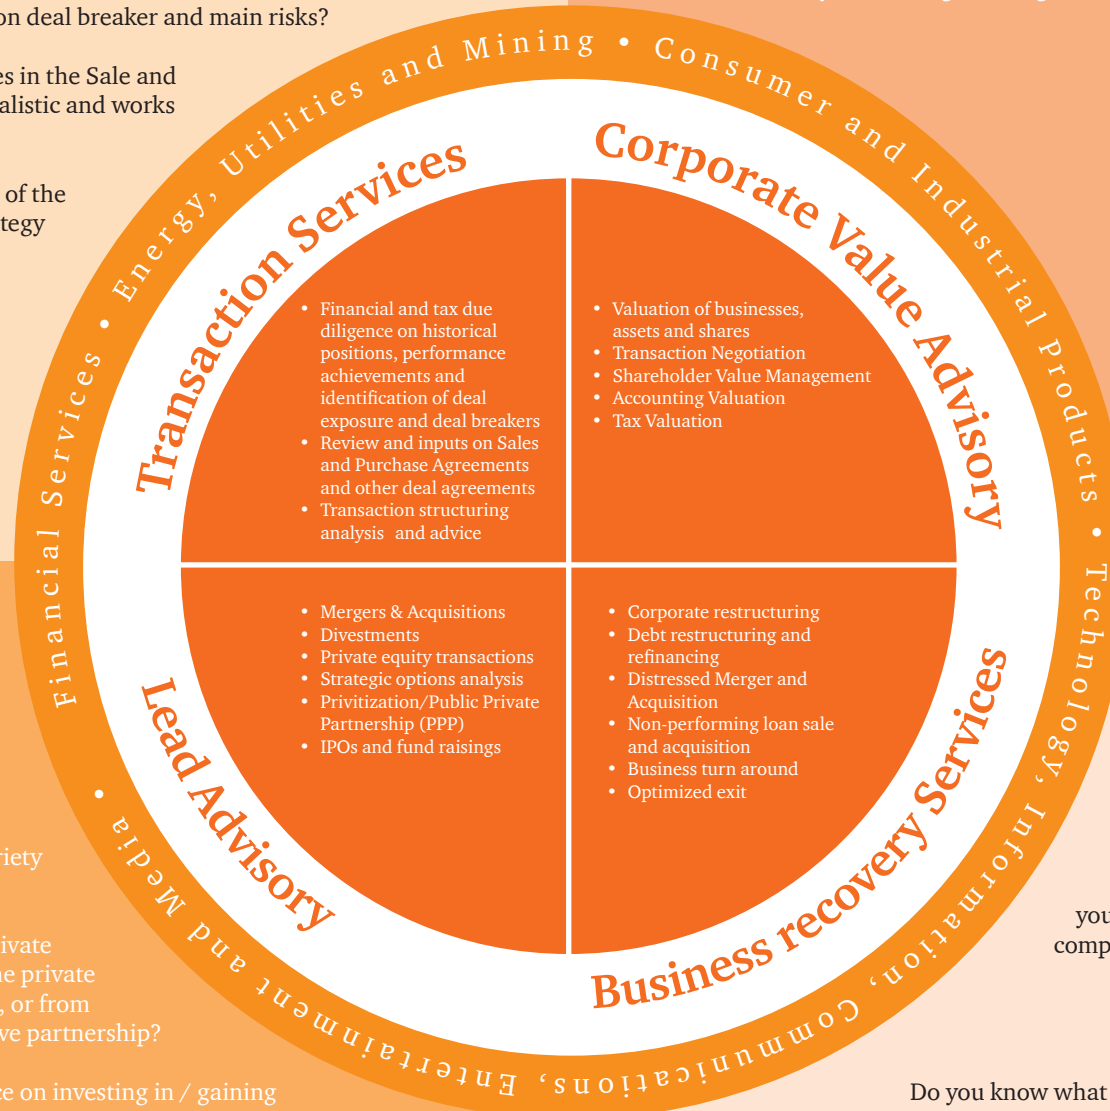 on deal breaker and main risks?
es in the Sale and
alistic and works
of the
tegy
Financial Services • Energy, Utilities and Mining • Consumer and Industrial Products • Technology, Information, Communications, Entertainment and Media •
Transaction Services
• Financial and tax due
diligence on historical
positions, performance
achievements and
identification of deal
exposure and deal breakers
• Review and inputs on Sales
and Purchase Agreements
and other deal agreements
• Transaction structuring
analysis and advice
Corporate Value Advisory
• Valuation of businesses,
assets and shares
• Transaction Negotiation
• Shareholder Value Management
• Accounting Valuation
• Tax Valuation
Lead Advisory
• Mergers & Acquisitions
• Divestments
• Private equity transactions
• Strategic options analysis
• Privitization/Public Private
Partnership (PPP)
• IPOs and fund raisings
Business recovery Services
• Corporate restructuring
• Debt restructuring and
refinancing
• Distressed Merger and
Acquisition
• Non-performing loan sale
and acquisition
• Business turn around
• Optimized exit
riety
ivate
ne private
, or from
ve partnership?
ce on investing in / gaining
you
comp
Do you know what